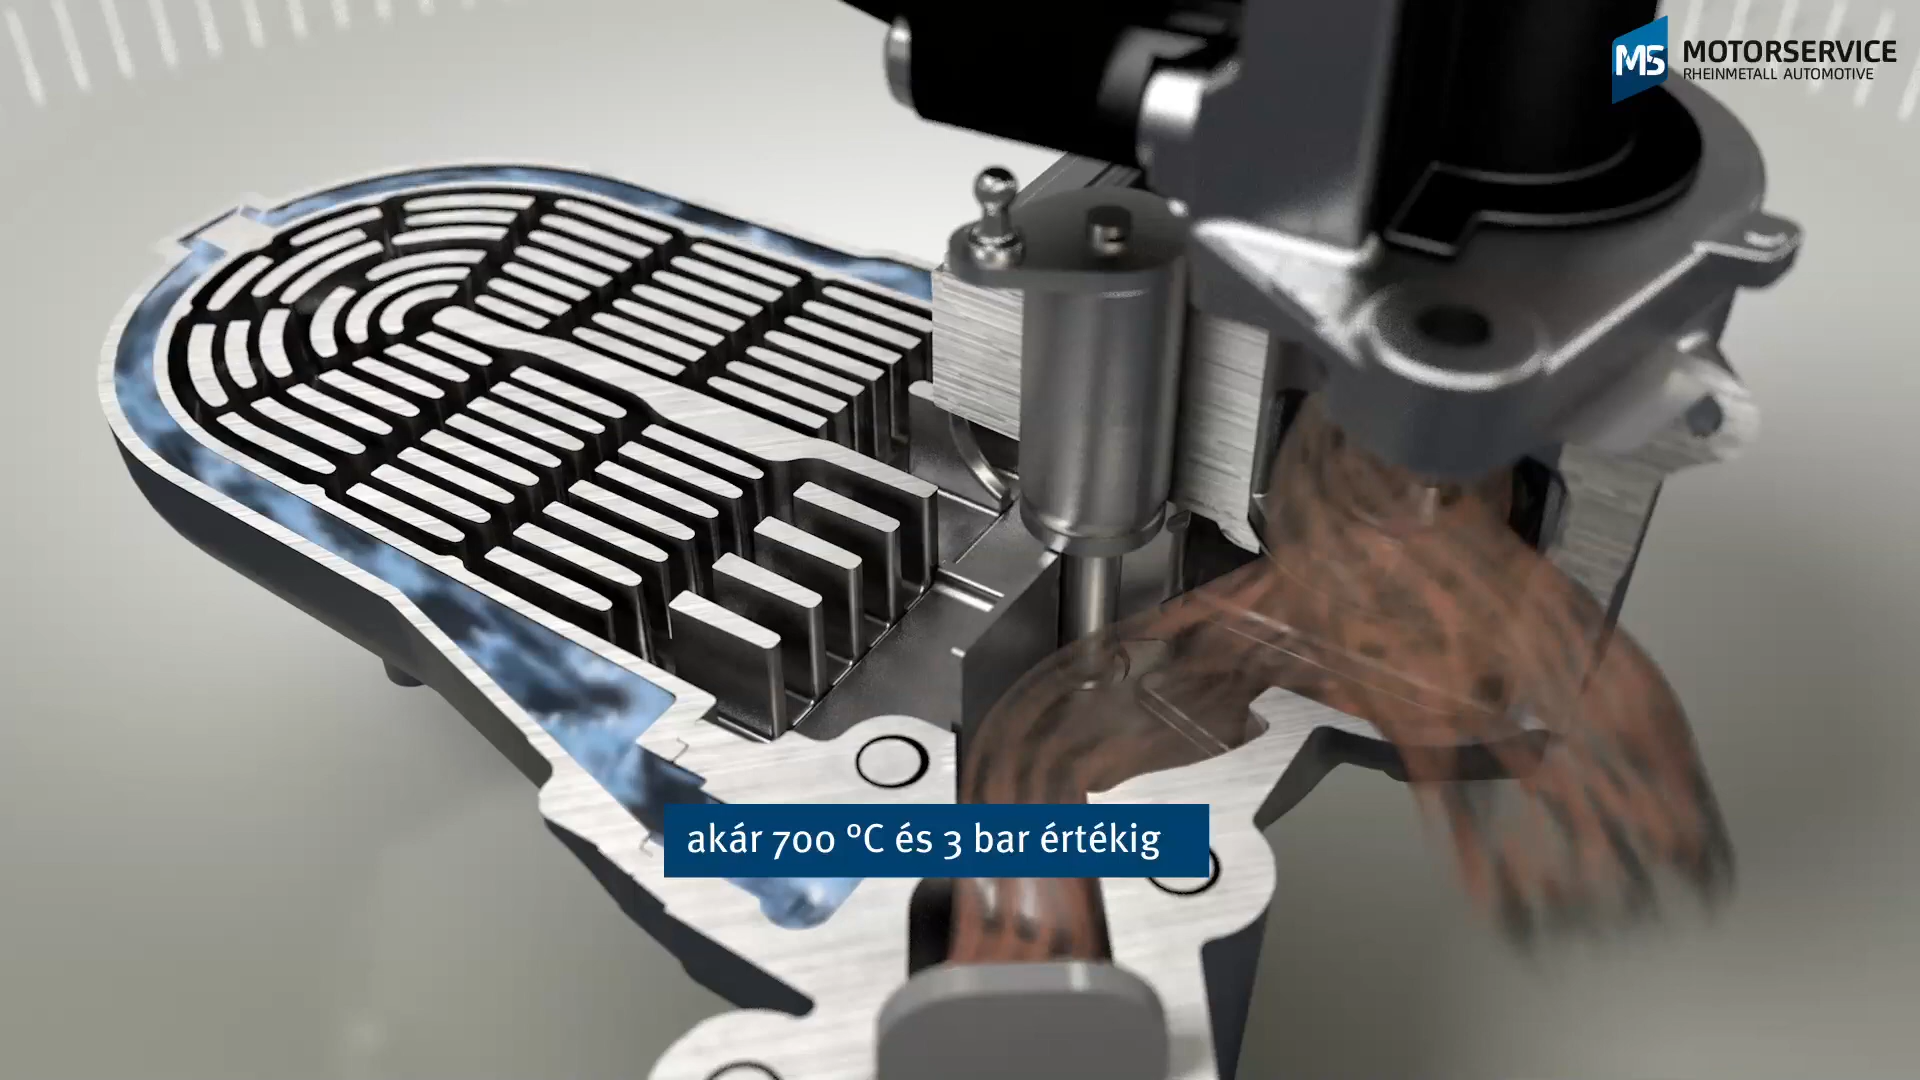 MS MOTORSERVICE
RHEINMETALL AUTOMOTIVE
akár 700 °C és 3 bar értékig